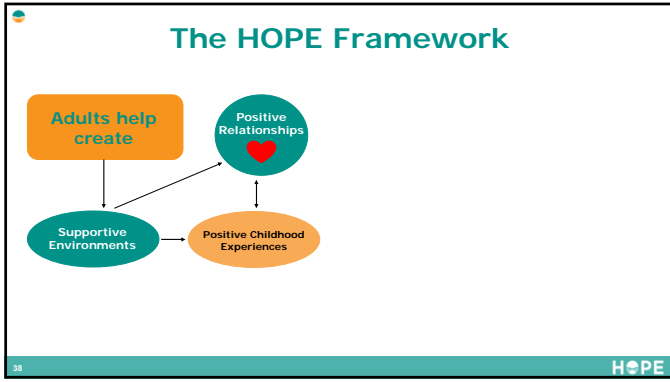 The HOPE Framework
Adults help
create
Positive
Relationships
Supportive
Environments
Positive Childhood
Experiences
38
HOPE